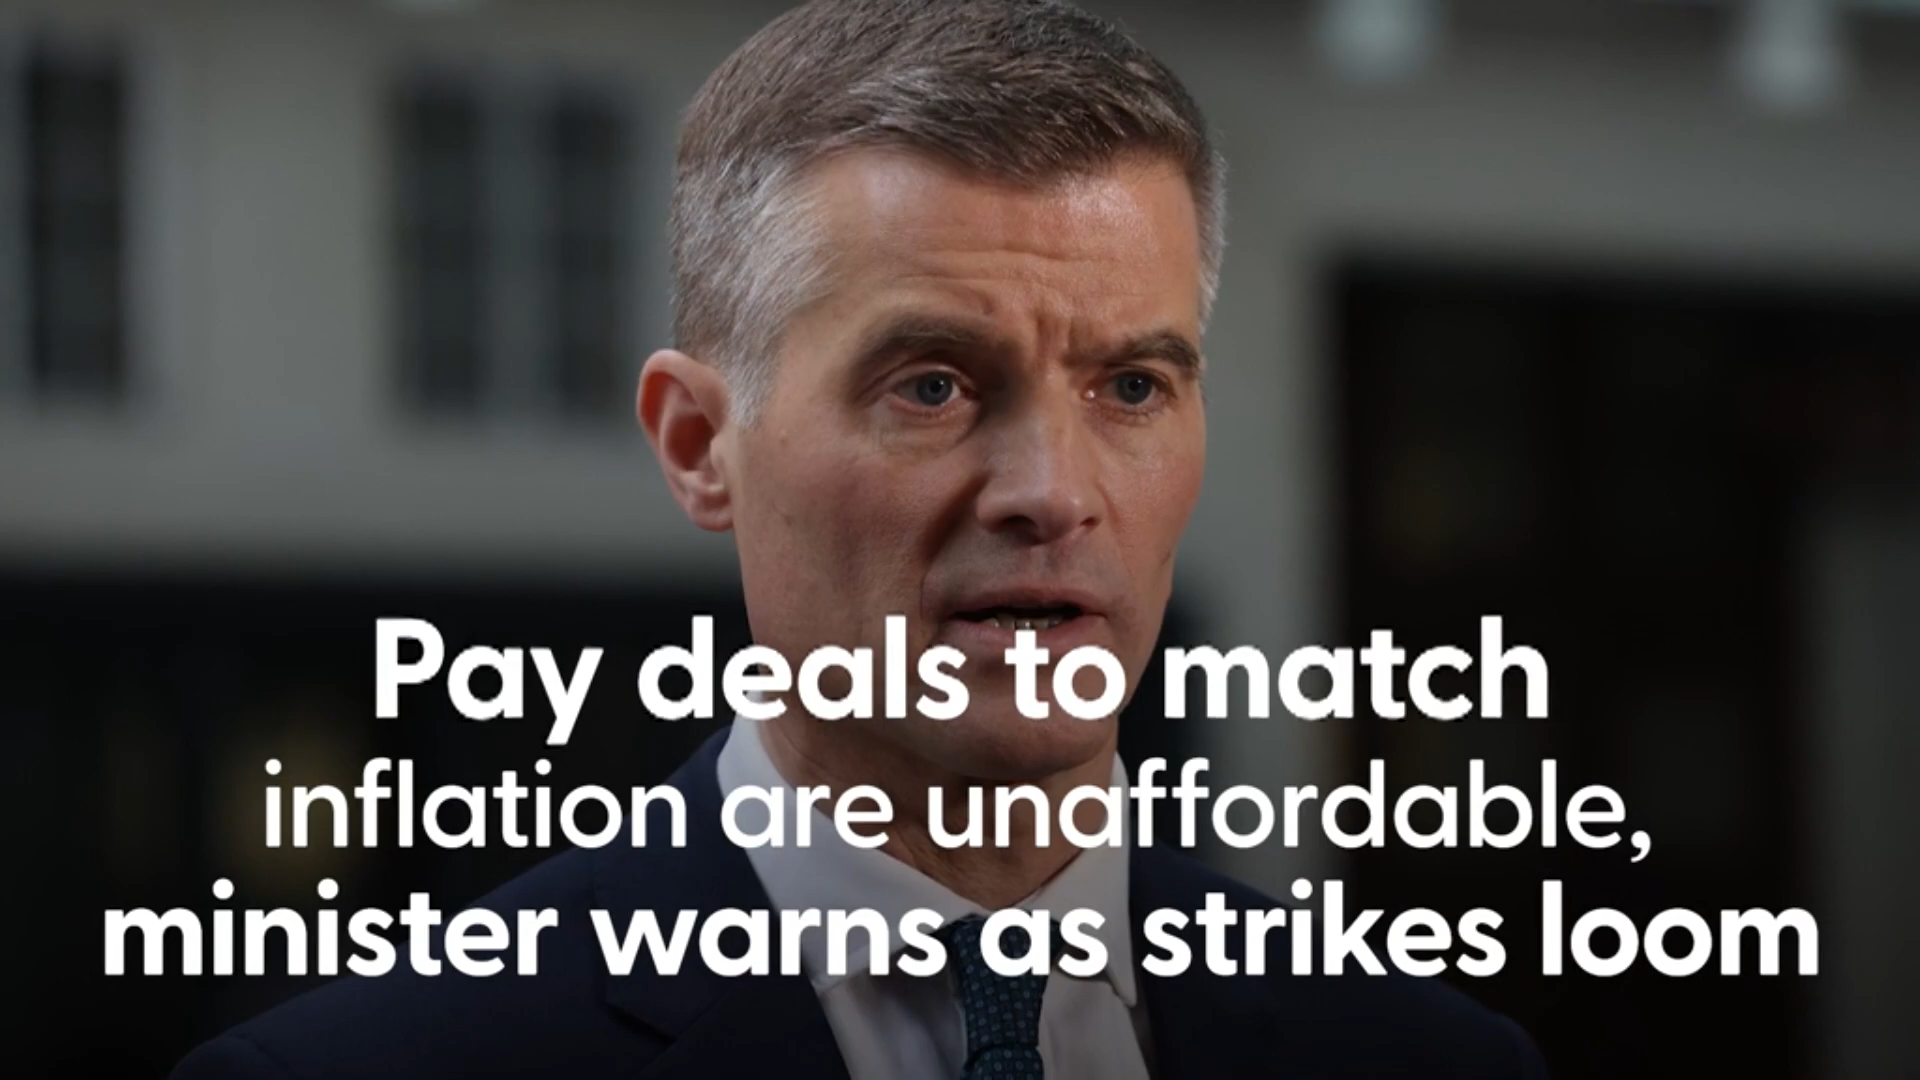 Pay deals to match
inflation are unaffordable,
minister warns as strikes loom